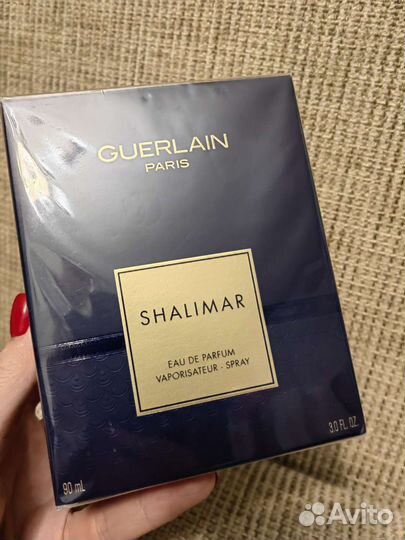 GUERLAIN
PARIS
SHALIMAR
EAU DE PARFUM
VAPORISATEUR · SPRAY
90 mL
3.0 FL. OZ
Avito